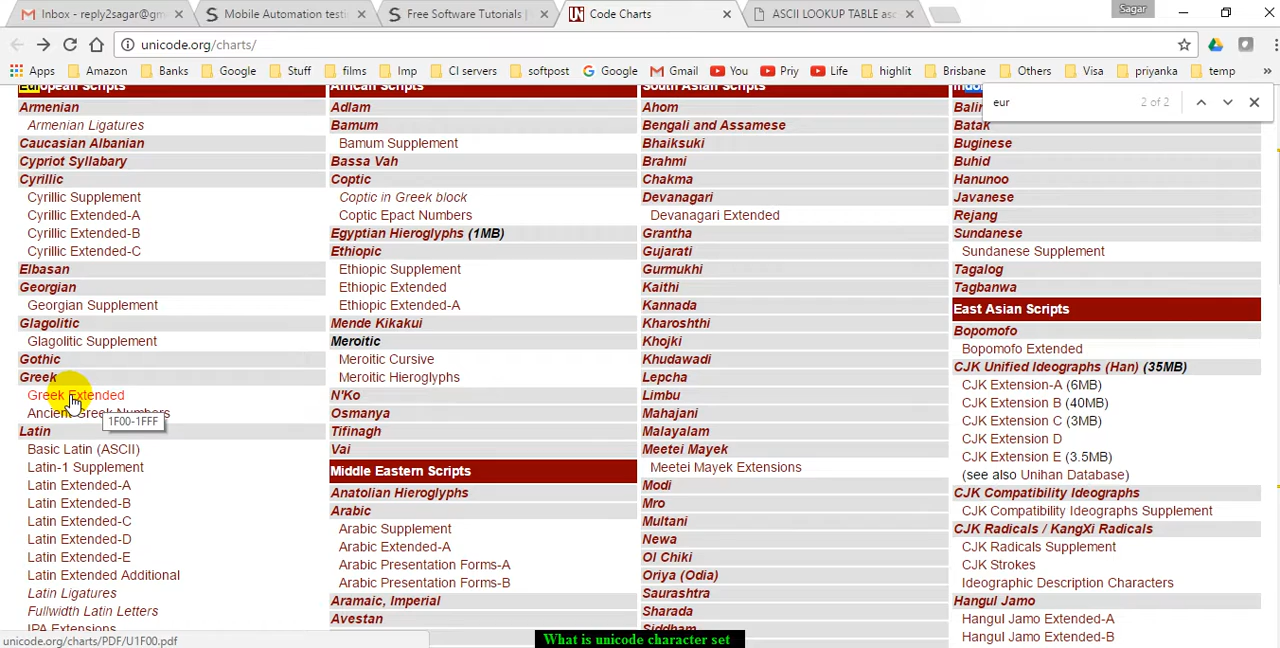 Inbox - reply2sagar@gm
Mobile Automation testi
Free Software Tutorials |
Code Charts
ASCII LOOKUP TABLE asc
Sagar
unicode.org/charts/
Apps Amazon Banks Google Stuff films Imp CI servers softpost Google Gmail You Priy Life highlit Brisbane Others Visa priyanka temp »
eur 2 of 2
European Scripts
Armenian
Armenian Ligatures
Caucasian Albanian
Cypriot Syllabary
Cyrillic
Cyrillic Supplement
Cyrillic Extended-A
Cyrillic Extended-B
Cyrillic Extended-C
Elbasan
Georgian
Georgian Supplement
Glagolitic
Glagolitic Supplement
Gothic
Greek
Greek Extended
Ancient Greek Numbers
1F00-1FFF
Latin
Basic Latin (ASCII)
Latin-1 Supplement
Latin Extended-A
Latin Extended-B
Latin Extended-C
Latin Extended-D
Latin Extended-E
Latin Extended Additional
Latin Ligatures
Fullwidth Latin Letters
IPA Extensions
African Scripts
Adlam
Bamum
Bamum Supplement
Bassa Vah
Coptic
Coptic in Greek block
Coptic Epact Numbers
Egyptian Hieroglyphs (1MB)
Ethiopic
Ethiopic Supplement
Ethiopic Extended
Ethiopic Extended-A
Mende Kikakui
Meroitic
Meroitic Cursive
Meroitic Hieroglyphs
N'Ko
Osmanya
Tifinagh
Vai
Middle Eastern Scripts
Anatolian Hieroglyphs
Arabic
Arabic Supplement
Arabic Extended-A
Arabic Presentation Forms-A
Arabic Presentation Forms-B
Aramaic, Imperial
Avestan
South Asian Scripts
Ahom
Bengali and Assamese
Bhaiksuki
Brahmi
Chakma
Devanagari
Devanagari Extended
Grantha
Gujarati
Gurmukhi
Kaithi
Kannada
Kharoshthi
Khojki
Khudawadi
Lepcha
Limbu
Mahajani
Malayalam
Meetei Mayek
Meetei Mayek Extensions
Modi
Mro
Multani
Newa
Ol Chiki
Oriya (Odia)
Saurashtra
Sharada
Siddham
Balin
Batak
Buginese
Buhid
Hanunoo
Javanese
Rejang
Sundanese
Sundanese Supplement
Tagalog
Tagbanwa
East Asian Scripts
Bopomofo
Bopomofo Extended
CJK Unified Ideographs (Han) (35MB)
CJK Extension-A (6MB)
CJK Extension B (40MB)
CJK Extension C (3MB)
CJK Extension D
CJK Extension E (3.5MB)
(see also Unihan Database)
CJK Compatibility Ideographs
CJK Compatibility Ideographs Supplement
CJK Radicals / KangXi Radicals
CJK Radicals Supplement
CJK Strokes
Ideographic Description Characters
Hangul Jamo
Hangul Jamo Extended-A
Hangul Jamo Extended-B
unicode.org/charts/PDF/U1F00.pdf
What is unicode character set